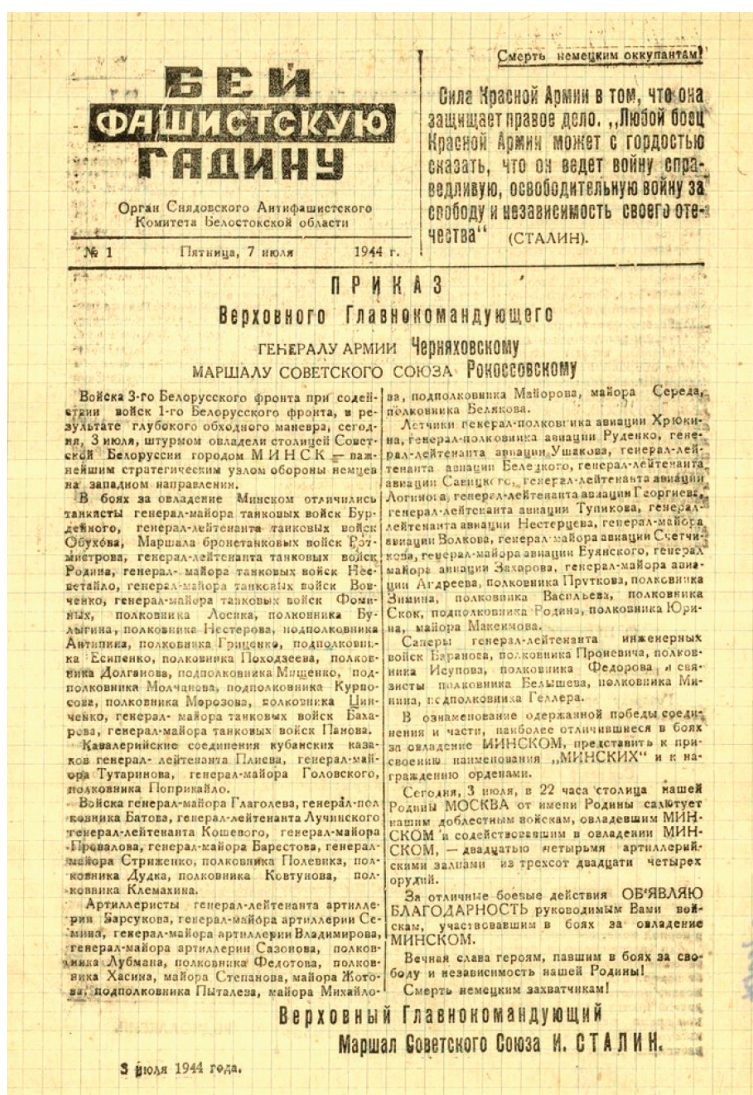 Смерть немецким оккупантам!
БЕЙ
ФАШИСТСКУЮ
ГАДИНУ
Орган Снядовского Антифашистского
Комитета Белостокской области
№ 1 Пятница, 7 июля 1944 г.
Сила Красной Армии в том, что она
защищает правое дело. „Любой боец
Красной Армии может с гордостью
сказать, что он ведет войну спра-
ведливую, освободительную войну за
свободу и независимость своего оте-
чества“ (СТАЛИН).
ПРИКАЗ
Верховного Главнокомандующего
ГЕНЕРАЛУ АРМИИ Черняховскому
МАРШАЛУ СОВЕТСКОГО СОЮЗА Рокоссовскому
Войска 3-го Белорусского фронта при содей-
ствии войск 1-го Белорусского фронта, в ре-
зультате глубокого обходного маневра, сегод-
ня, 3 июля, штурмом овладели столицей Совет-
ской Белоруссии городом МИНСК — важ-
нейшим стратегическим узлом обороны немцев
на западном направлении.
В боях за овладение Минском отличились
танкисты генерал-майора танковых войск Бур-
дейного, генерал-лейтенанта танковых войск
Обухова, Маршала бронетанковых войск Рот-
мистрова, генерал-лейтенанта танковых войск
Родина, генерал- майора танковых войск Нес-
ветайло, генерал-майора танковых войск Вов-
ченко, генерал-майора танковых войск Фоми-
ных, полковника Лосика, полковника Бу-
лыгина, полковника Нестерова, подполковника
Антипина, полковника Гриценко, подполковни-
ка Есипенко, полковника Походзеева, полков-
ника Долганова, подполковника Мищенко, под-
полковника Молчанова, подполковника Курно-
сова, полковника Морозова, полковника Цин-
ченко, генерал- майора танковых войск Баха-
рова, генерал-майора танковых войск Панова.
Кавалерийские соединения кубанских каза-
ков генерал- лейтенанта Плиева, генерал-май-
ора Тутаринова, генерал-майора Головского,
полковника Поприкайло.
Войска генерал-майора Глаголева, генерал-пол
ковника Батова, генерал-лейтенанта Лучинского
генерал-лейтенанта Кошевого, генерал-майора
Провалова, генерал-майора Барестова, генерал-
майора Стриженко, полковника Полевика, пол-
ковника Дудка, полковника Ковтунова, пол-
ковника Клемахина.
Артиллеристы генерал-лейтенанта артилле-
рии Барсукова, генерал-майора артиллерии Се-
мина, генерал-майора артиллерии Владимирова,
генерал-майора артиллерии Сазонова, полков-
ника Лубмана, полковника Федотова, полков-
ника Хасина, майора Степанова, майора Жото-
ва, подполковника Пыталева, майора Михайло-
ва, подполковника Майорова, майора Середа,
полковника Белякова.
Летчики генерал-полковника авиации Хрюки-
на, генерал-полковника авиации Руденко, гене-
рал-лейтенанта авиации Ушакова, генерал-лей-
тенанта авиации Белецкого, генерал-лейтенанта
авиации Савицкого, генерал-лейтенанта авиации
Логинова, генерал-лейтенанта авиации Георгиева,
генерал-лейтенанта авиации Тупикова, генерал-
лейтенанта авиации Нестерцева, генерал-майора
авиации Волкова, генерал-майора авиации Счетчи-
кова, генерал-майора авиации Буянского, генерал
майора авиации Захарова, генерал-майора авиа-
ции Андреева, полковника Пруткова, полковника
Зимина, полковника Васильева, полковника
Скок, подполковника Родина, полковника Юри-
на, майора Максимова.
Саперы генерал-лейтенанта инженерных
войск Баранова, полковника Проневича, полков-
ника Исупова, полковника Федорова и свя-
зисты полковника Белышева, полковника Ми-
нина, подполковника Геллера.
В ознаменование одержанной победы соеди-
нения и части, наиболее отличившиеся в боях
за овладение МИНСКОМ, представить к при-
своению наименования „МИНСКИХ“ и к на-
граждению орденами.
Сегодня, 3 июля, в 22 часа столица нашей
Родины МОСКВА от имени Родины салютует
нашим доблестным войскам, овладевшим МИН-
СКОМ и содействовавшим в овладении МИН-
СКОМ, — двадцатью четырьмя артиллерий-
скими залпами из трехсот двадцати четырех
орудий.
За отличные боевые действия ОБ'ЯВЛЯЮ
БЛАГОДАРНОСТЬ руководимым Вами вой-
скам, участвовавшим в боях за овладение
МИНСКОМ.
Вечная слава героям, павшим в боях за сво-
боду и независимость нашей Родины!
Смерть немецким захватчикам!
Верховный Главнокомандующий
Маршал Советского Союза И. СТАЛИН.
3 июля 1944 года.